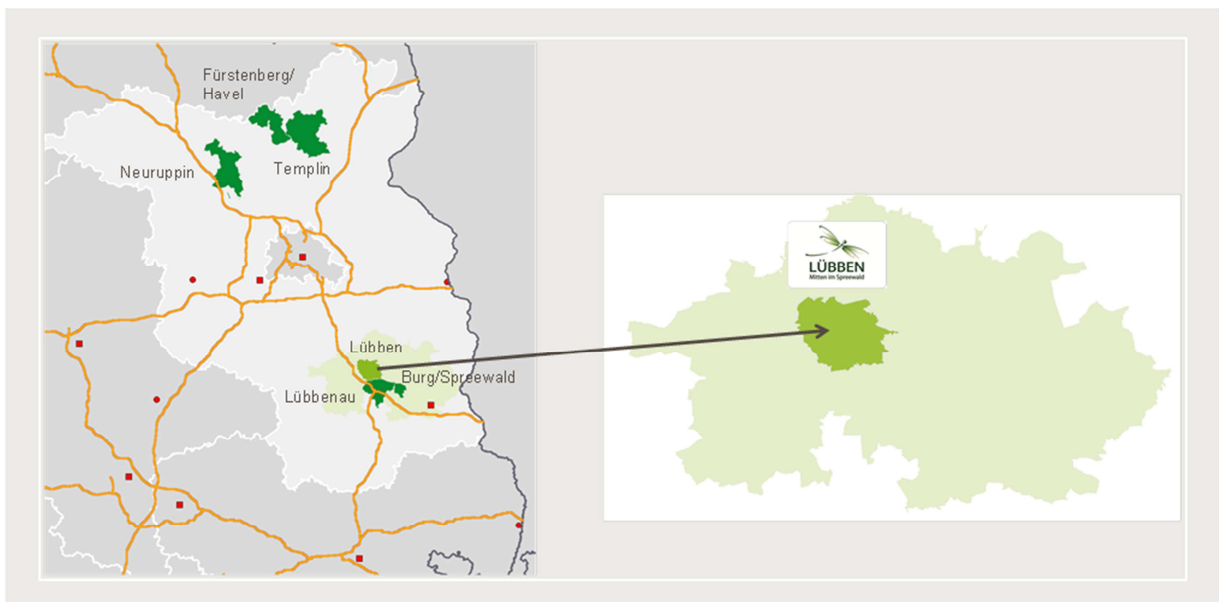 Fürstenberg/
Havel
Neuruppin
Templin
Lübben
Burg/Spreewald
Lübbenau
LÜBBEN
Mitten im Spreewald